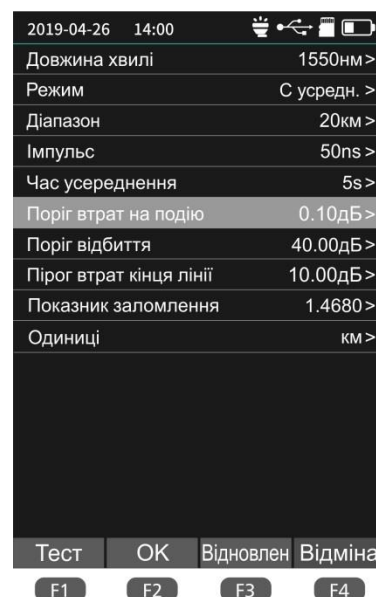 2019-04-26 14:00
Довжина хвилі 1550нм>
Режим С усредн. >
Діапазон 20км>
Імпульс 50ns>
Час усереднення 5s>
Поріг втрат на подію 0.10дБ>
Поріг відбиття 40.00дБ>
Пірог втрат кінця лінії 10.00дБ>
Показник заломлення 1.4680>
Одиниці км>
Тест OK Відновлен Відміна
F1 F2 F3 F4